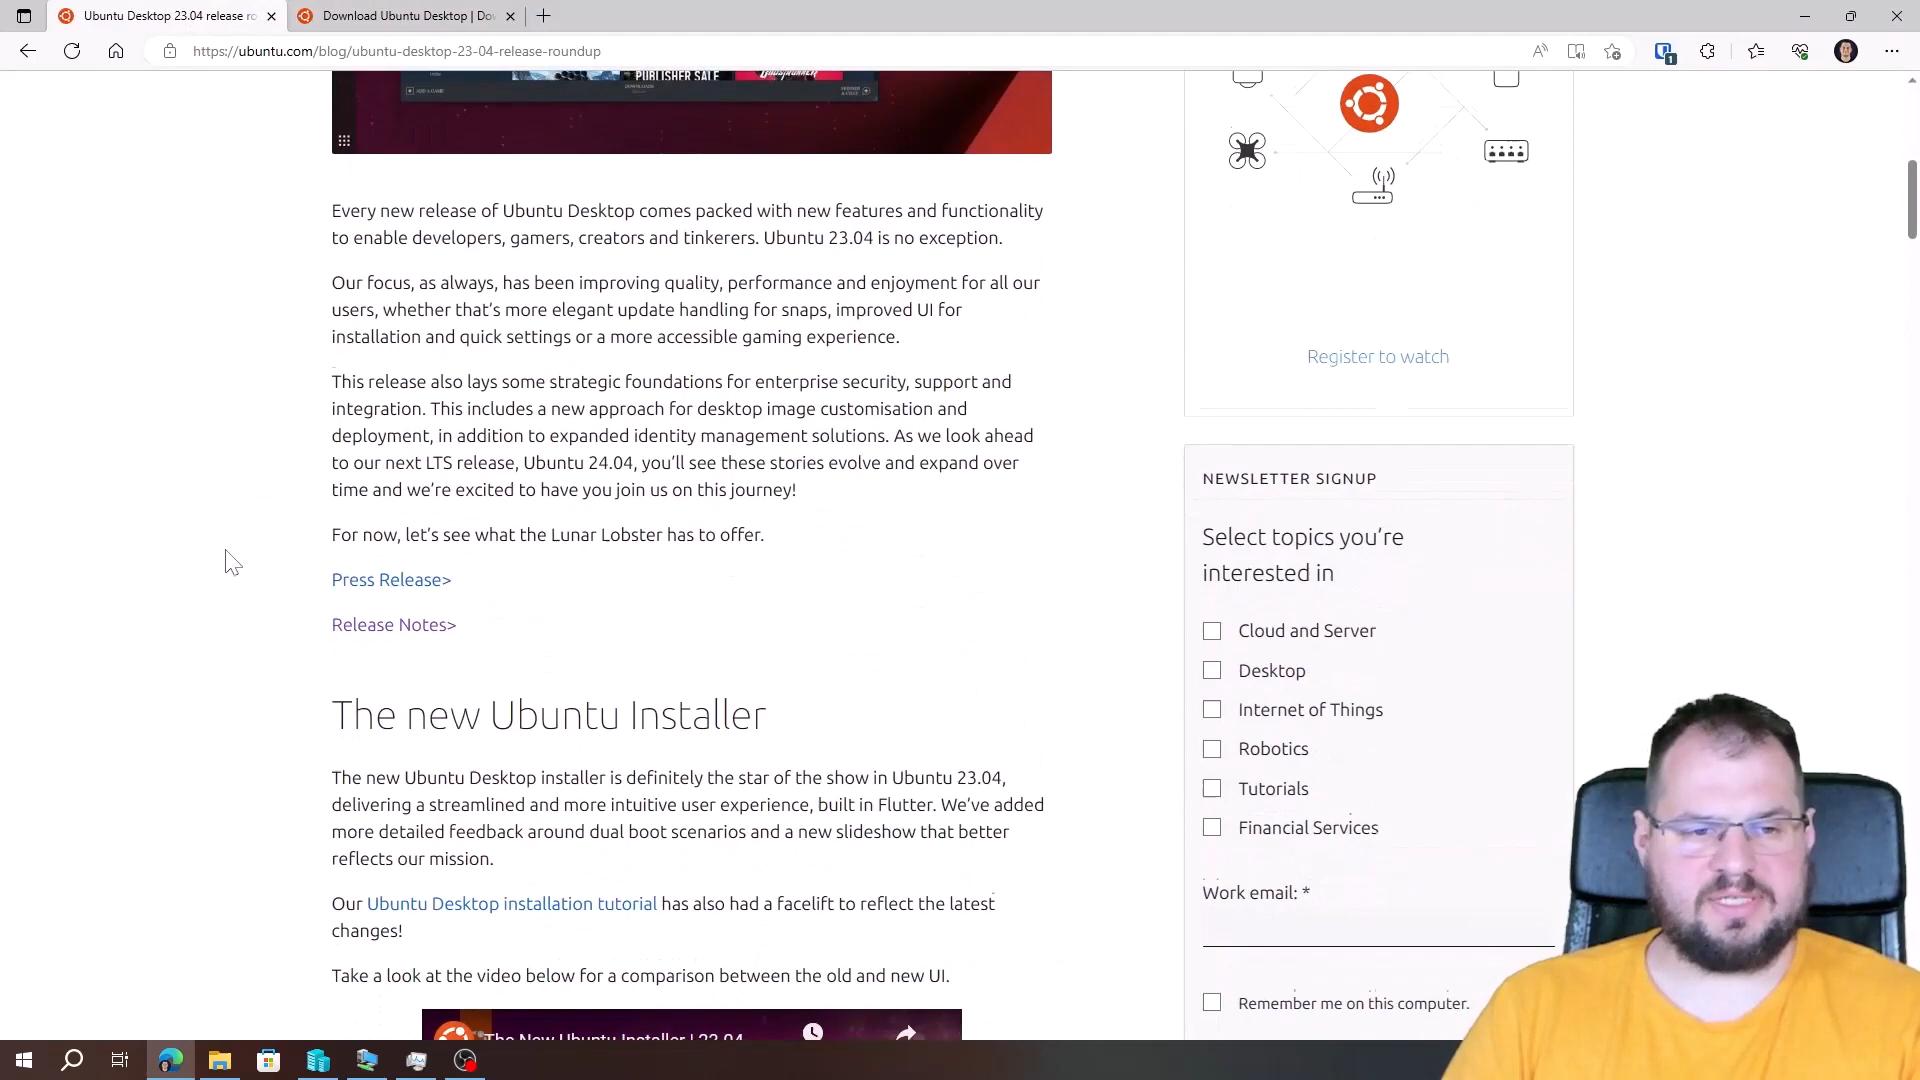 Ubuntu Desktop 23.04 release ro
Download Ubuntu Desktop | Do
https://ubuntu.com/blog/ubuntu-desktop-23-04-release-roundup
1
ADD A GAME
DOWNLOADS
PUBLISHER SALE
Every new release of Ubuntu Desktop comes packed with new features and functionality
to enable developers, gamers, creators and tinkerers. Ubuntu 23.04 is no exception.
Our focus, as always, has been improving quality, performance and enjoyment for all our
users, whether that's more elegant update handling for snaps, improved UI for
installation and quick settings or a more accessible gaming experience.
This release also lays some strategic foundations for enterprise security, support and
integration. This includes a new approach for desktop image customisation and
deployment, in addition to expanded identity management solutions. As we look ahead
to our next LTS release, Ubuntu 24.04, you'll see these stories evolve and expand over
time and we're excited to have you join us on this journey!
For now, let's see what the Lunar Lobster has to offer.
Press Release>
Release Notes>
The new Ubuntu Installer
The new Ubuntu Desktop installer is definitely the star of the show in Ubuntu 23.04,
delivering a streamlined and more intuitive user experience, built in Flutter. We've added
more detailed feedback around dual boot scenarios and a new slideshow that better
reflects our mission.
Our Ubuntu Desktop installation tutorial has also had a facelift to reflect the latest
changes!
Take a look at the video below for a comparison between the old and new UI.
The New Ubuntu Installer | 23.04
Register to watch
NEWSLETTER SIGNUP
Select topics you're
interested in
Cloud and Server
Desktop
Internet of Things
Robotics
Tutorials
Financial Services
Work email: *
Remember me on this computer.